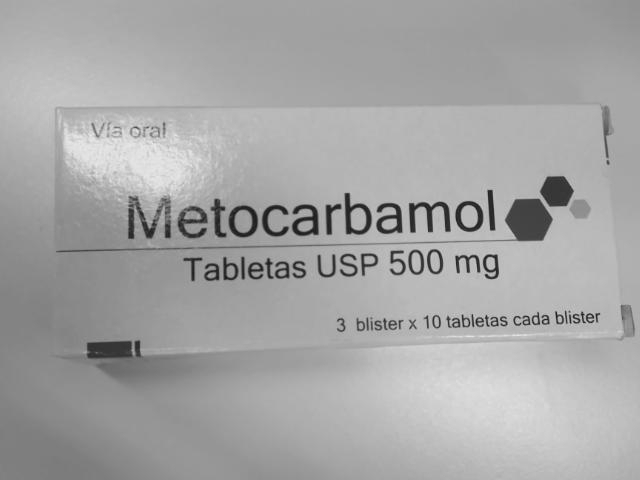 Vía oral
Metocarbamol
Tabletas USP 500 mg
3 blister x 10 tabletas cada blister